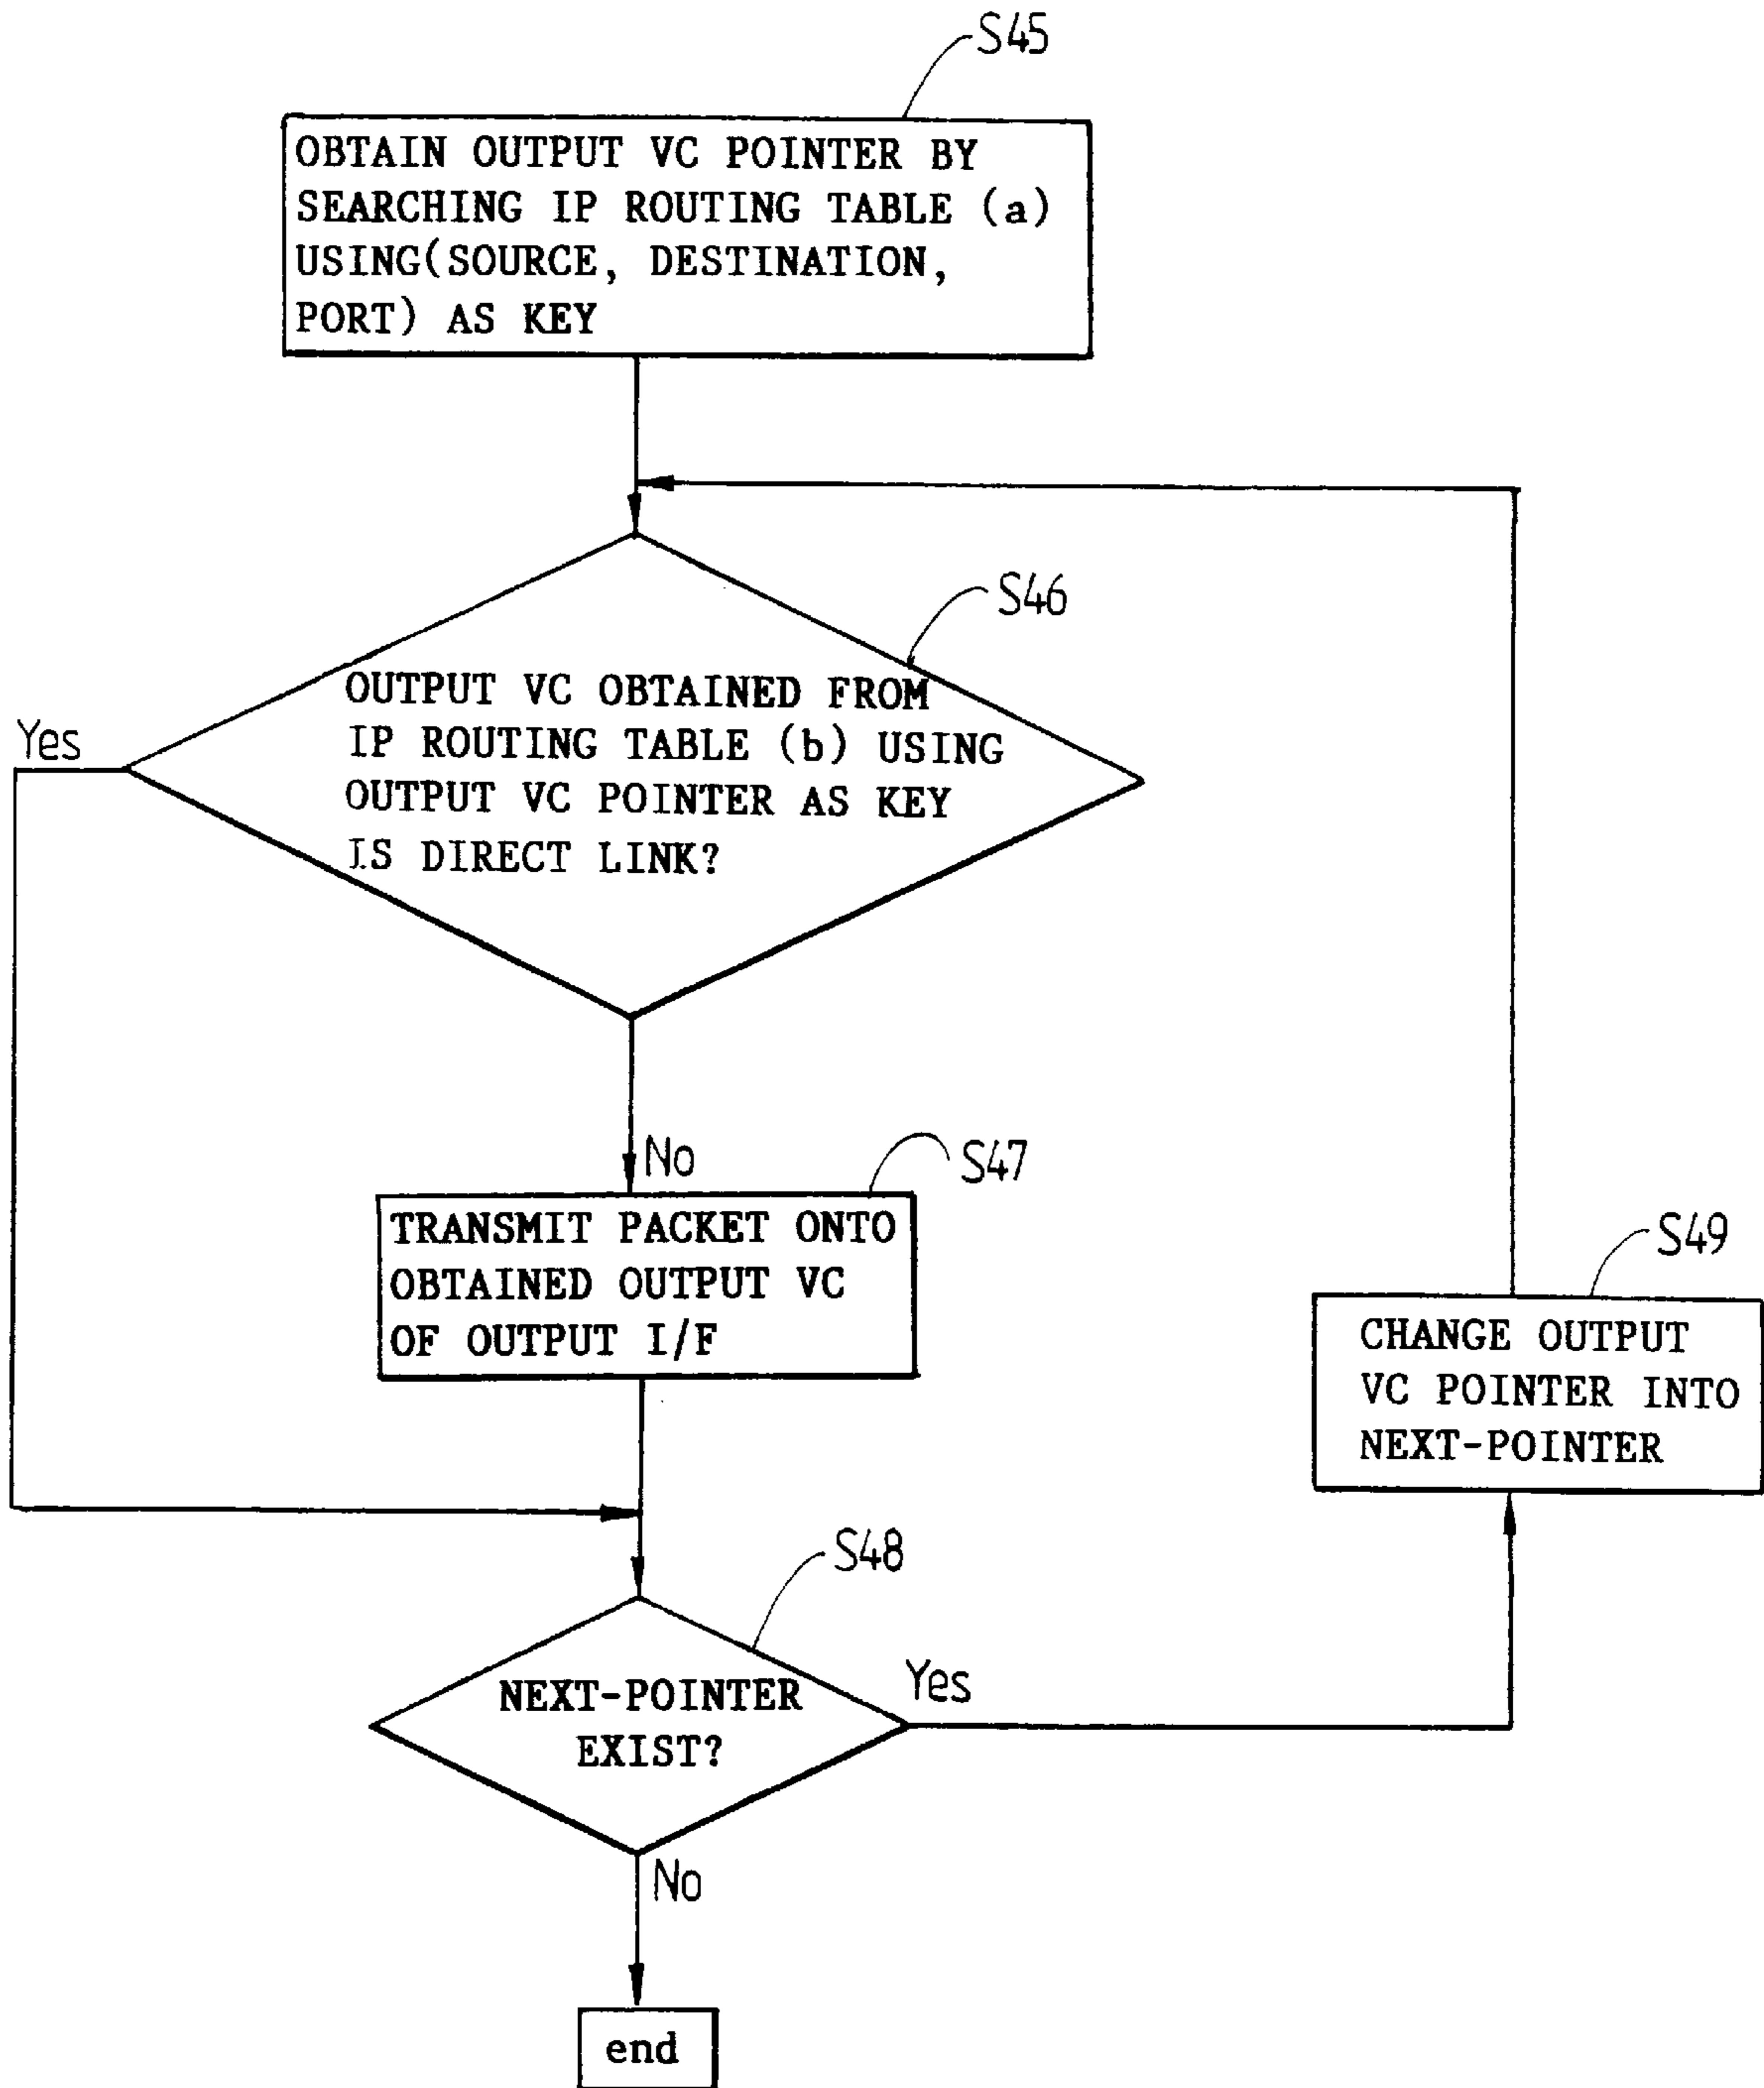 S45
OBTAIN OUTPUT VC POINTER BY
SEARCHING IP ROUTING TABLE (a)
USING(SOURCE, DESTINATION,
PORT) AS KEY
S46
OUTPUT VC OBTAINED FROM
IP ROUTING TABLE (b) USING
OUTPUT VC POINTER AS KEY
IS DIRECT LINK?
Yes
No
S47
TRANSMIT PACKET ONTO
OBTAINED OUTPUT VC
OF OUTPUT I/F
S49
CHANGE OUTPUT
VC POINTER INTO
NEXT-POINTER
S48
NEXT-POINTER
EXIST?
Yes
No
end